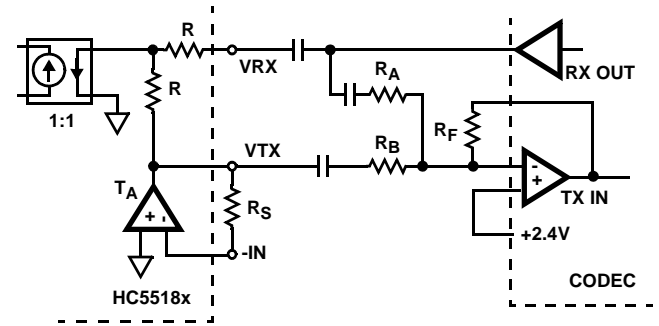 R
VRX
RX OUT
R
RA
1:1
RF
VTX
RB
TA
-
+
TX IN
RS
+ -
-IN
+2.4V
HC5518x
CODEC